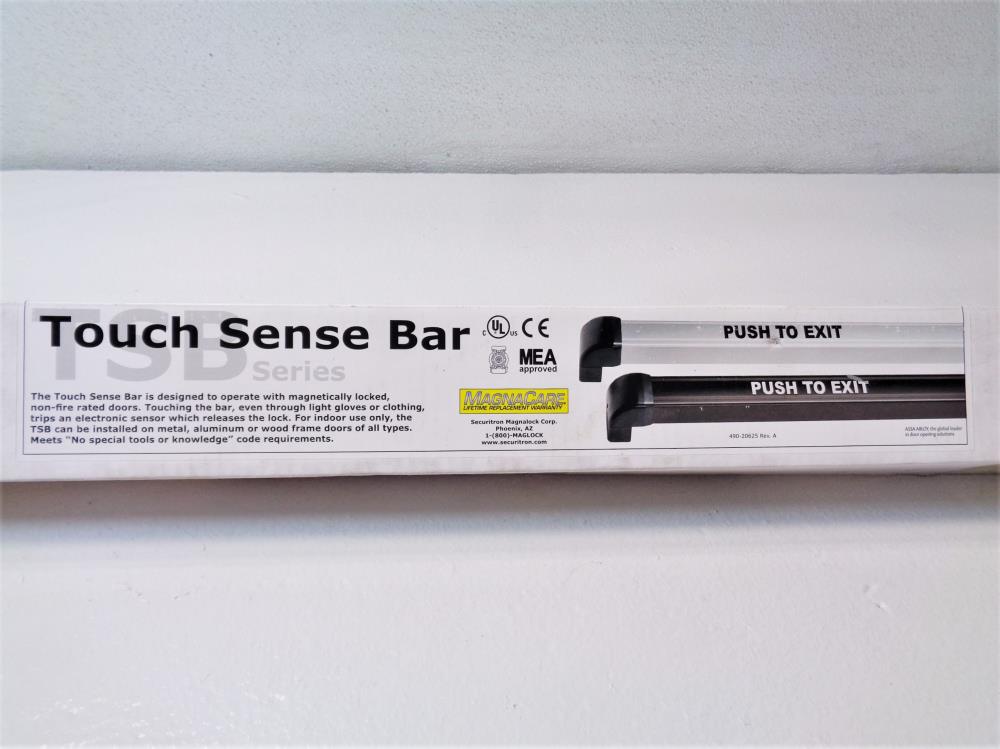 TSB
Touch Sense Bar
Series
The Touch Sense Bar is designed to operate with magnetically locked,
non-fire rated doors. Touching the bar, even through light gloves or clothing,
trips an electronic sensor which releases the lock. For indoor use only, the
TSB can be installed on metal, aluminum or wood frame doors of all types.
Meets "No special tools or knowledge" code requirements.
C UL US CE
MEA
approved
MAGNACARE
LIFETIME REPLACEMENT WARRANTY
Securitron Magnalock Corp.
Phoenix, AZ
1-(800)-MAGLOCK
www.securitron.com
PUSH TO EXIT
PUSH TO EXIT
490-20625 Rev. A
ASSA ABLOY, the global leader
in door opening solutions